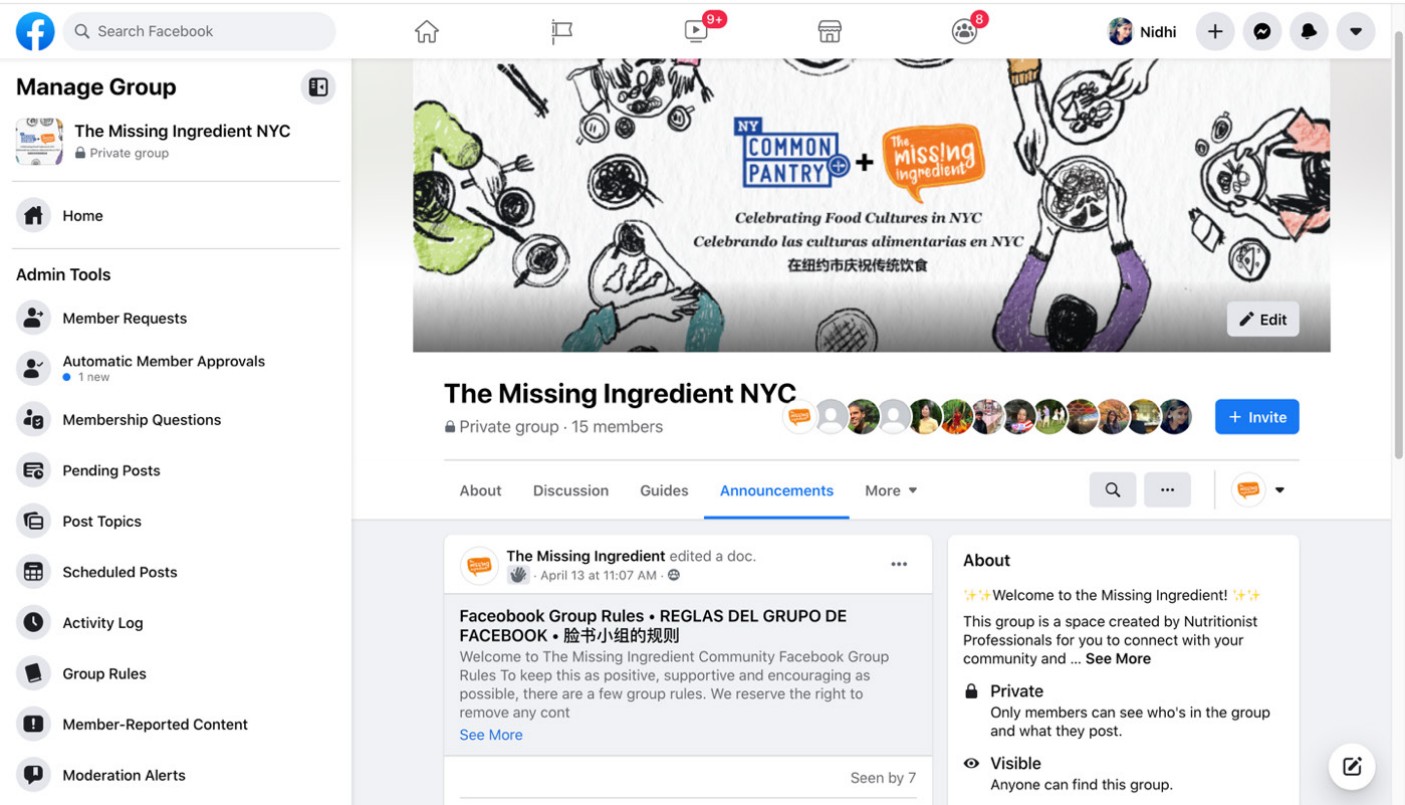 Search Facebook
9+
8
Nidhi
Manage Group
The Missing Ingredient NYC
Private group
Home
Admin Tools
Member Requests
Automatic Member Approvals
1 new
Membership Questions
Pending Posts
Post Topics
Scheduled Posts
Activity Log
Group Rules
Member-Reported Content
Moderation Alerts
NY
COMMON
PANTRY
+
The
miss!ng
ingredient
Celebrating Food Cultures in NYC
Celebrando las culturas alimentarias en NYC
在纽约市庆祝传统饮食
Edit
The Missing Ingredient NYC
Private group · 15 members
+ Invite
About Discussion Guides Announcements More
The Missing Ingredient edited a doc.
· April 13 at 11:07 AM ·
Faceobook Group Rules • REGLAS DEL GRUPO DE
FACEBOOK • 脸书小组的规则
Welcome to The Missing Ingredient Community Facebook Group
Rules To keep this as positive, supportive and encouraging as
possible, there are a few group rules. We reserve the right to
remove any cont
See More
Seen by 7
About
✨✨Welcome to the Missing Ingredient! ✨✨
This group is a space created by Nutritionist
Professionals for you to connect with your
community and ... See More
Private
Only members can see who's in the group
and what they post.
Visible
Anyone can find this group.